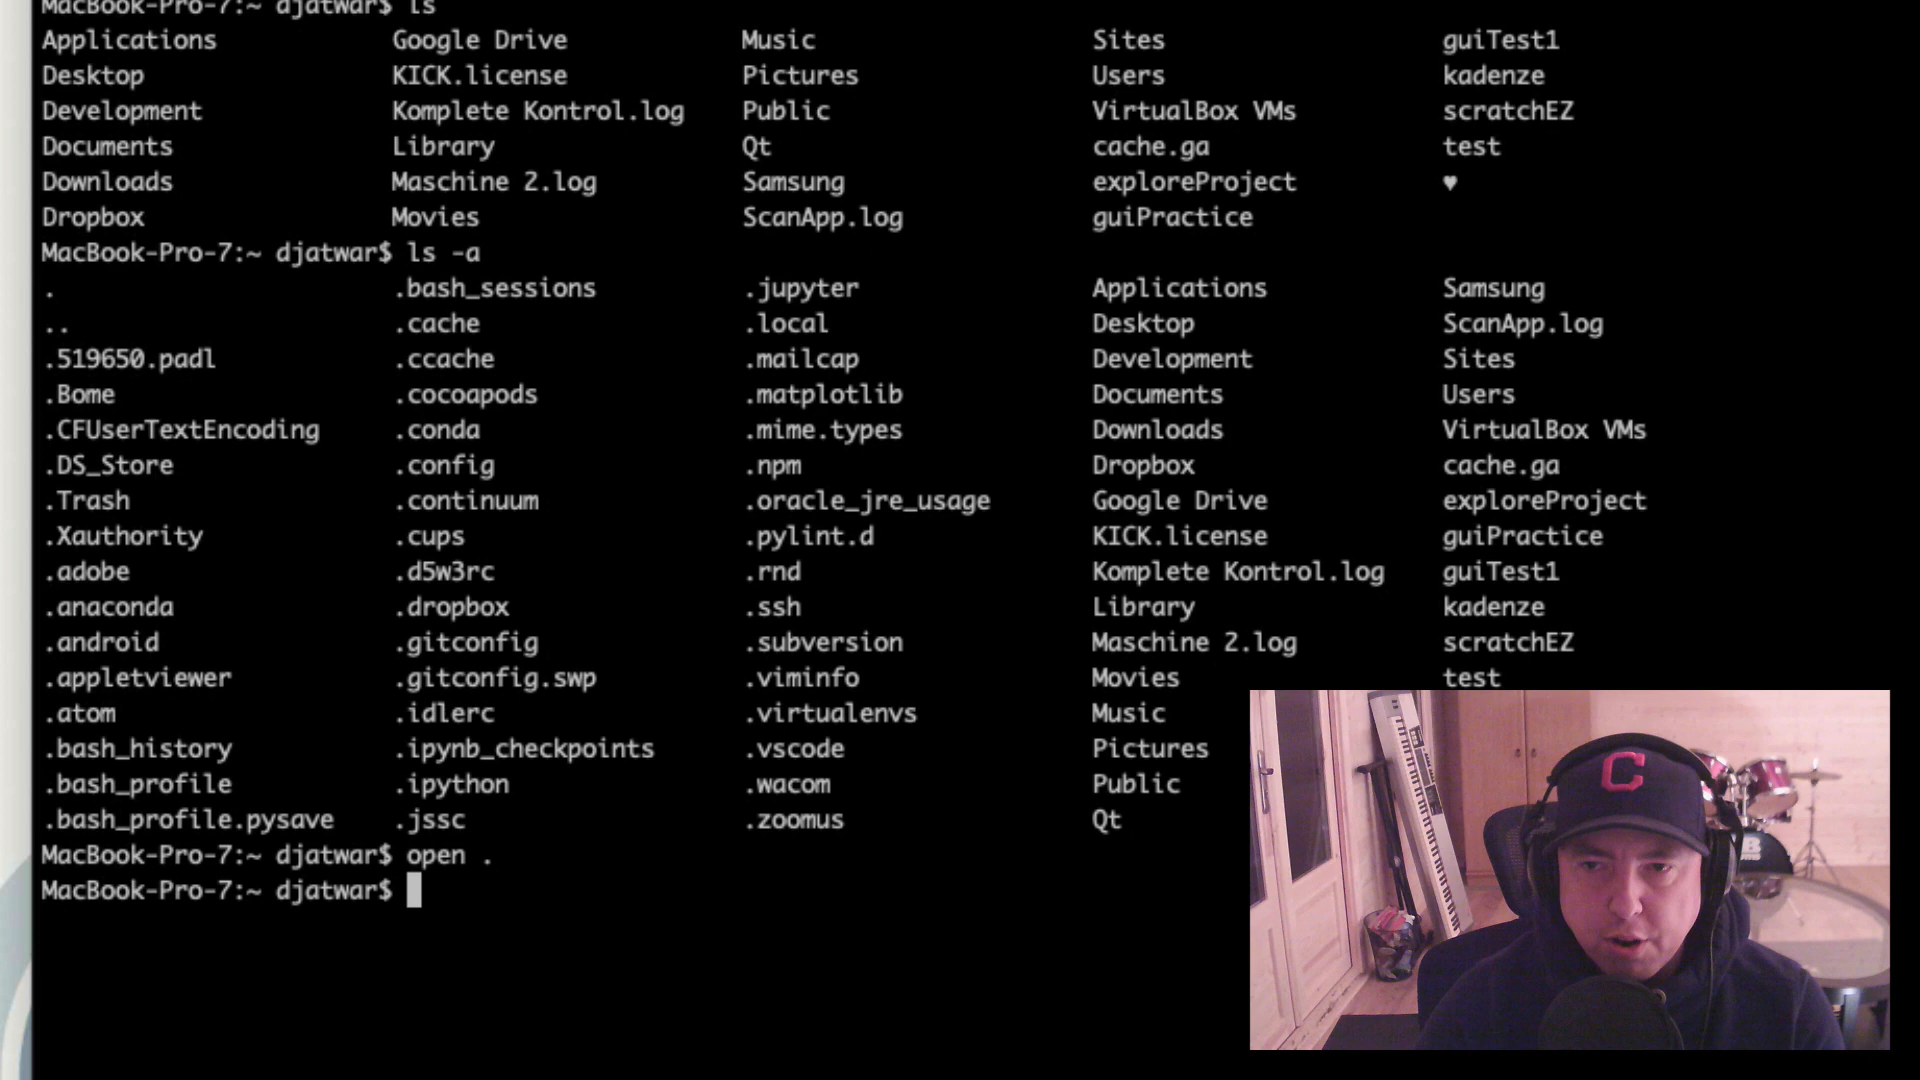 MacBook-Pro-7:~ djatwar$ ls
Applications Google Drive Music Sites guiTest1
Desktop KICK.license Pictures Users kadenze
Development Komplete Kontrol.log Public VirtualBox VMs scratchEZ
Documents Library Qt cache.ga test
Downloads Maschine 2.log Samsung exploreProject ♥
Dropbox Movies ScanApp.log guiPractice
MacBook-Pro-7:~ djatwar$ ls -a
. .bash_sessions .jupyter Applications Samsung
.. .cache .local Desktop ScanApp.log
.519650.padl .ccache .mailcap Development Sites
.Bome .cocoapods .matplotlib Documents Users
.CFUserTextEncoding .conda .mime.types Downloads VirtualBox VMs
.DS_Store .config .npm Dropbox cache.ga
.Trash .continuum .oracle_jre_usage Google Drive exploreProject
.Xauthority .cups .pylint.d KICK.license guiPractice
.adobe .d5w3rc .rnd Komplete Kontrol.log guiTest1
.anaconda .dropbox .ssh Library kadenze
.android .gitconfig .subversion Maschine 2.log scratchEZ
.appletviewer .gitconfig.swp .viminfo Movies test
.atom .idlerc .virtualenvs Music
.bash_history .ipynb_checkpoints .vscode Pictures
.bash_profile .ipython .wacom Public
.bash_profile.pysave .jssc .zoomus Qt
MacBook-Pro-7:~ djatwar$ open .
MacBook-Pro-7:~ djatwar$
C